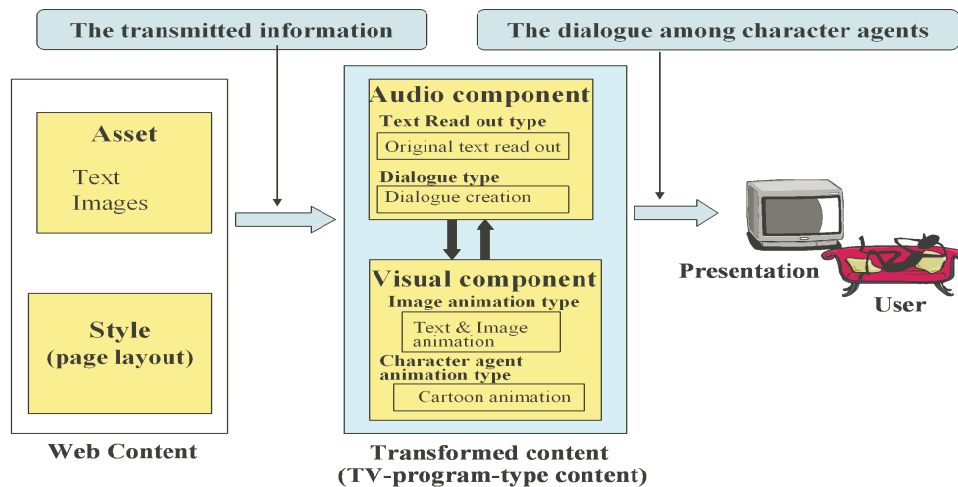 The transmitted information
The dialogue among character agents
Asset
Text
Images
Style
(page layout)
Web Content
Audio component
Text Read out type
Original text read out
Dialogue type
Dialogue creation
Visual component
Image animation type
Text & Image
animation
Character agent
animation type
Cartoon animation
Transformed content
(TV-program-type content)
Presentation
User